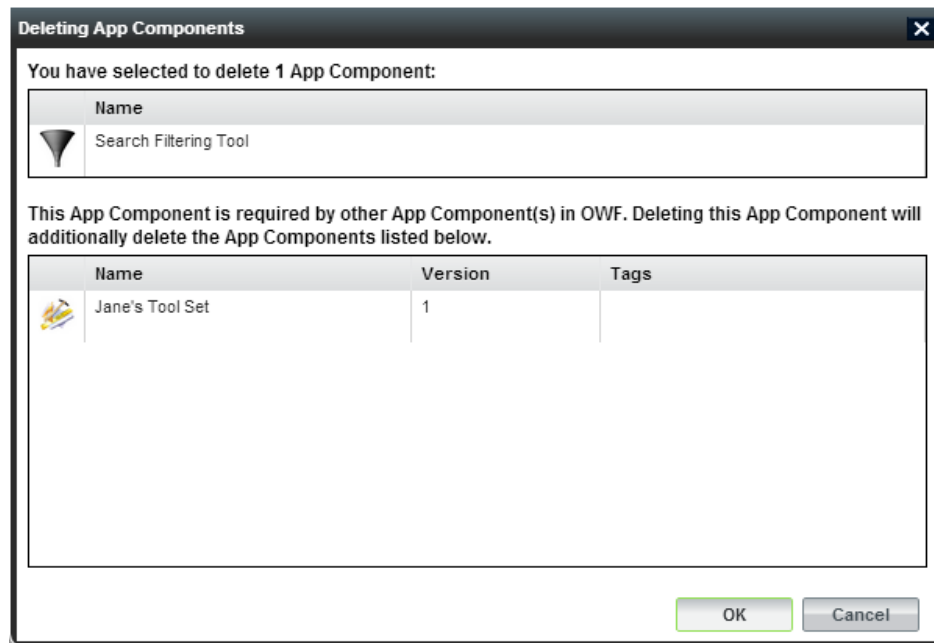 Deleting App Components
You have selected to delete 1 App Component:
Name
Search Filtering Tool
This App Component is required by other App Component(s) in OWF. Deleting this App Component will
additionally delete the App Components listed below.
Name Version Tags
Jane's Tool Set 1
OK Cancel